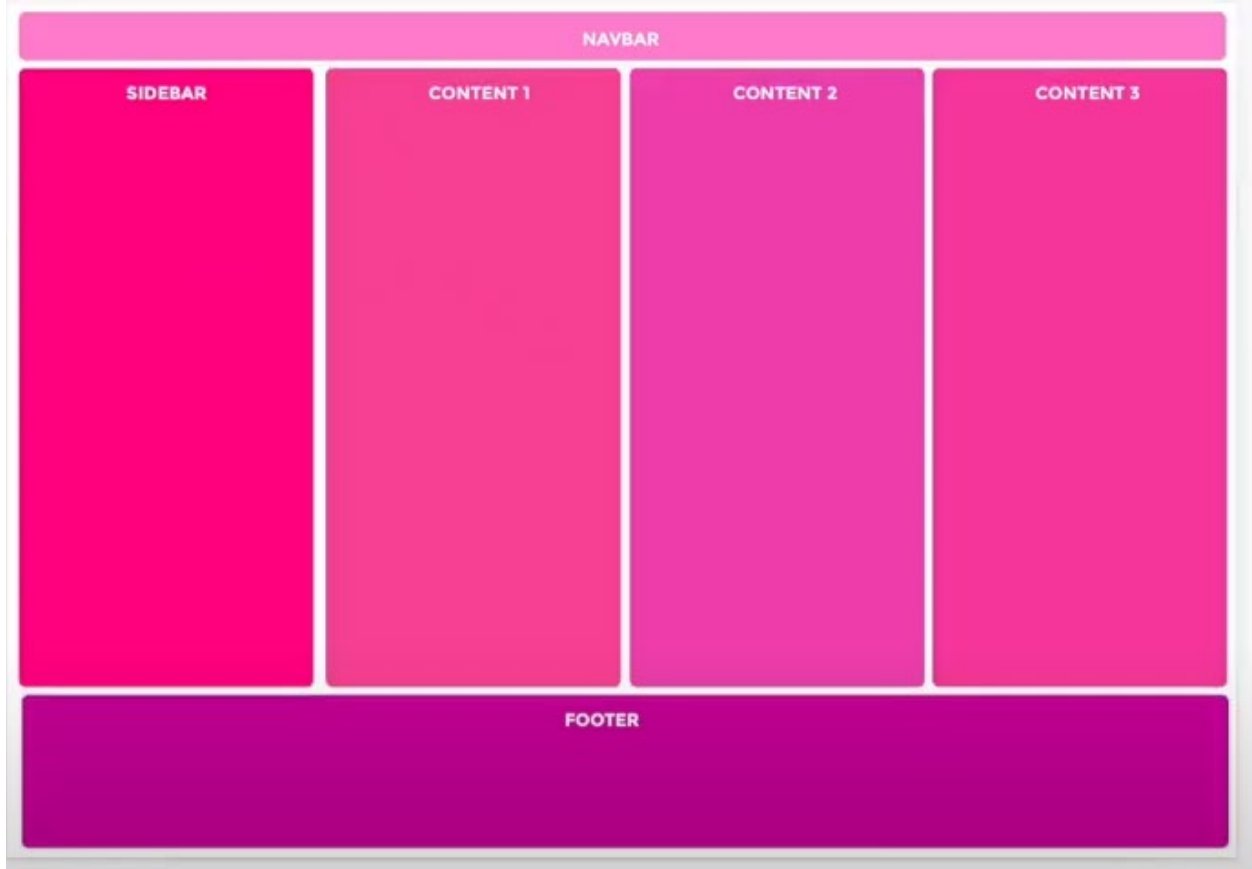 NAVBAR
SIDEBAR
CONTENT 1
CONTENT 2
CONTENT 3
FOOTER